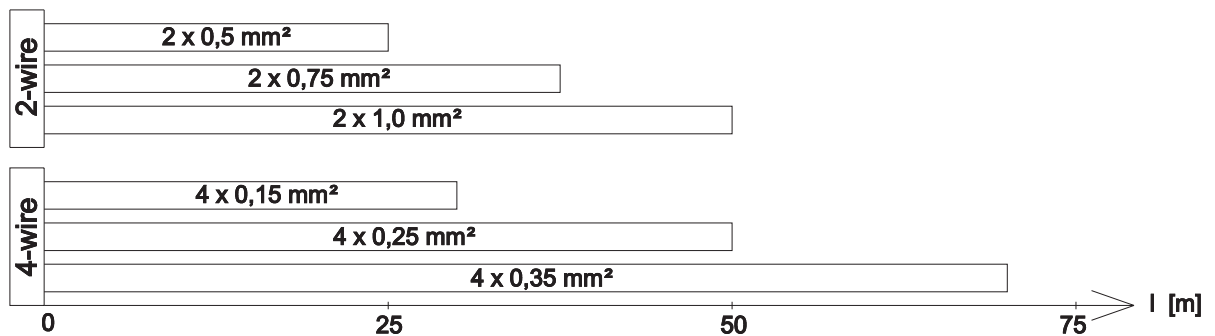 2-wire
2 x 0,5 mm²
2 x 0,75 mm²
2 x 1,0 mm²
4-wire
4 x 0,15 mm²
4 x 0,25 mm²
4 x 0,35 mm²
0 25 50 75 l [m]